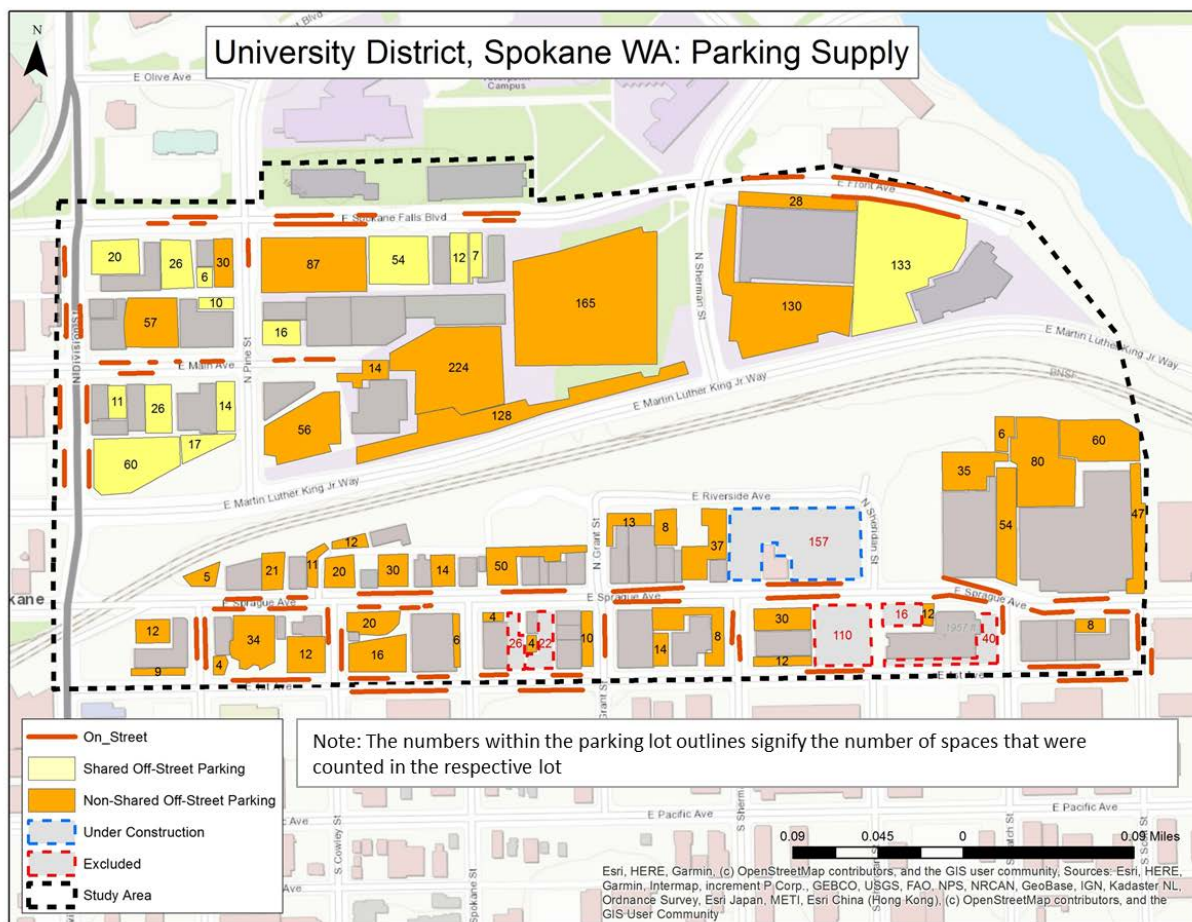 University District, Spokane WA: Parking Supply
N
E Olive Ave
Campus
E Front Ave
28
E Spokane Falls Blvd
20
26
6
30
87
54
12
7
165
N Sherman St
133
130
10
57
16
N Division St
N Pine St
E Main Ave
14
224
E Martin Luther King Jr Way
E Martin Luther King Jr. Way
BNSF
11
26
14
56
128
17
60
E Martin Luther King Jr Way
6
60
80
35
E Riverside Ave
N Sheridan St
N Grant St
54
47
13
8
37
157
12
5
21
11
20
30
14
50
E Sprague Ave
E Sprague Ave
E Sprague Ave
12
34
20
4
26
4
22
10
6
8
30
16
12
110
40
8
9
4
12
16
14
12
E 1st Ave
E 1st Ave
Grant St
On_Street
Shared Off-Street Parking
Non-Shared Off-Street Parking
Under Construction
Excluded
Study Area
Note: The numbers within the parking lot outlines signify the number of spaces that were
counted in the respective lot
E Pacific Ave
E Pacific Ave
S Cowley St
Spokane St
0.09
0.045
0
0.09 Miles
Esri, HERE, Garmin, (c) OpenStreetMap contributors, and the GIS user community, Sources: Esri, HERE,
Garmin, Intermap, increment P Corp., GEBCO, USGS, FAO, NPS, NRCAN, GeoBase, IGN, Kadaster NL,
Ordnance Survey, Esri Japan, METI, Esri China (Hong Kong), (c) OpenStreetMap contributors, and the
GIS User Community